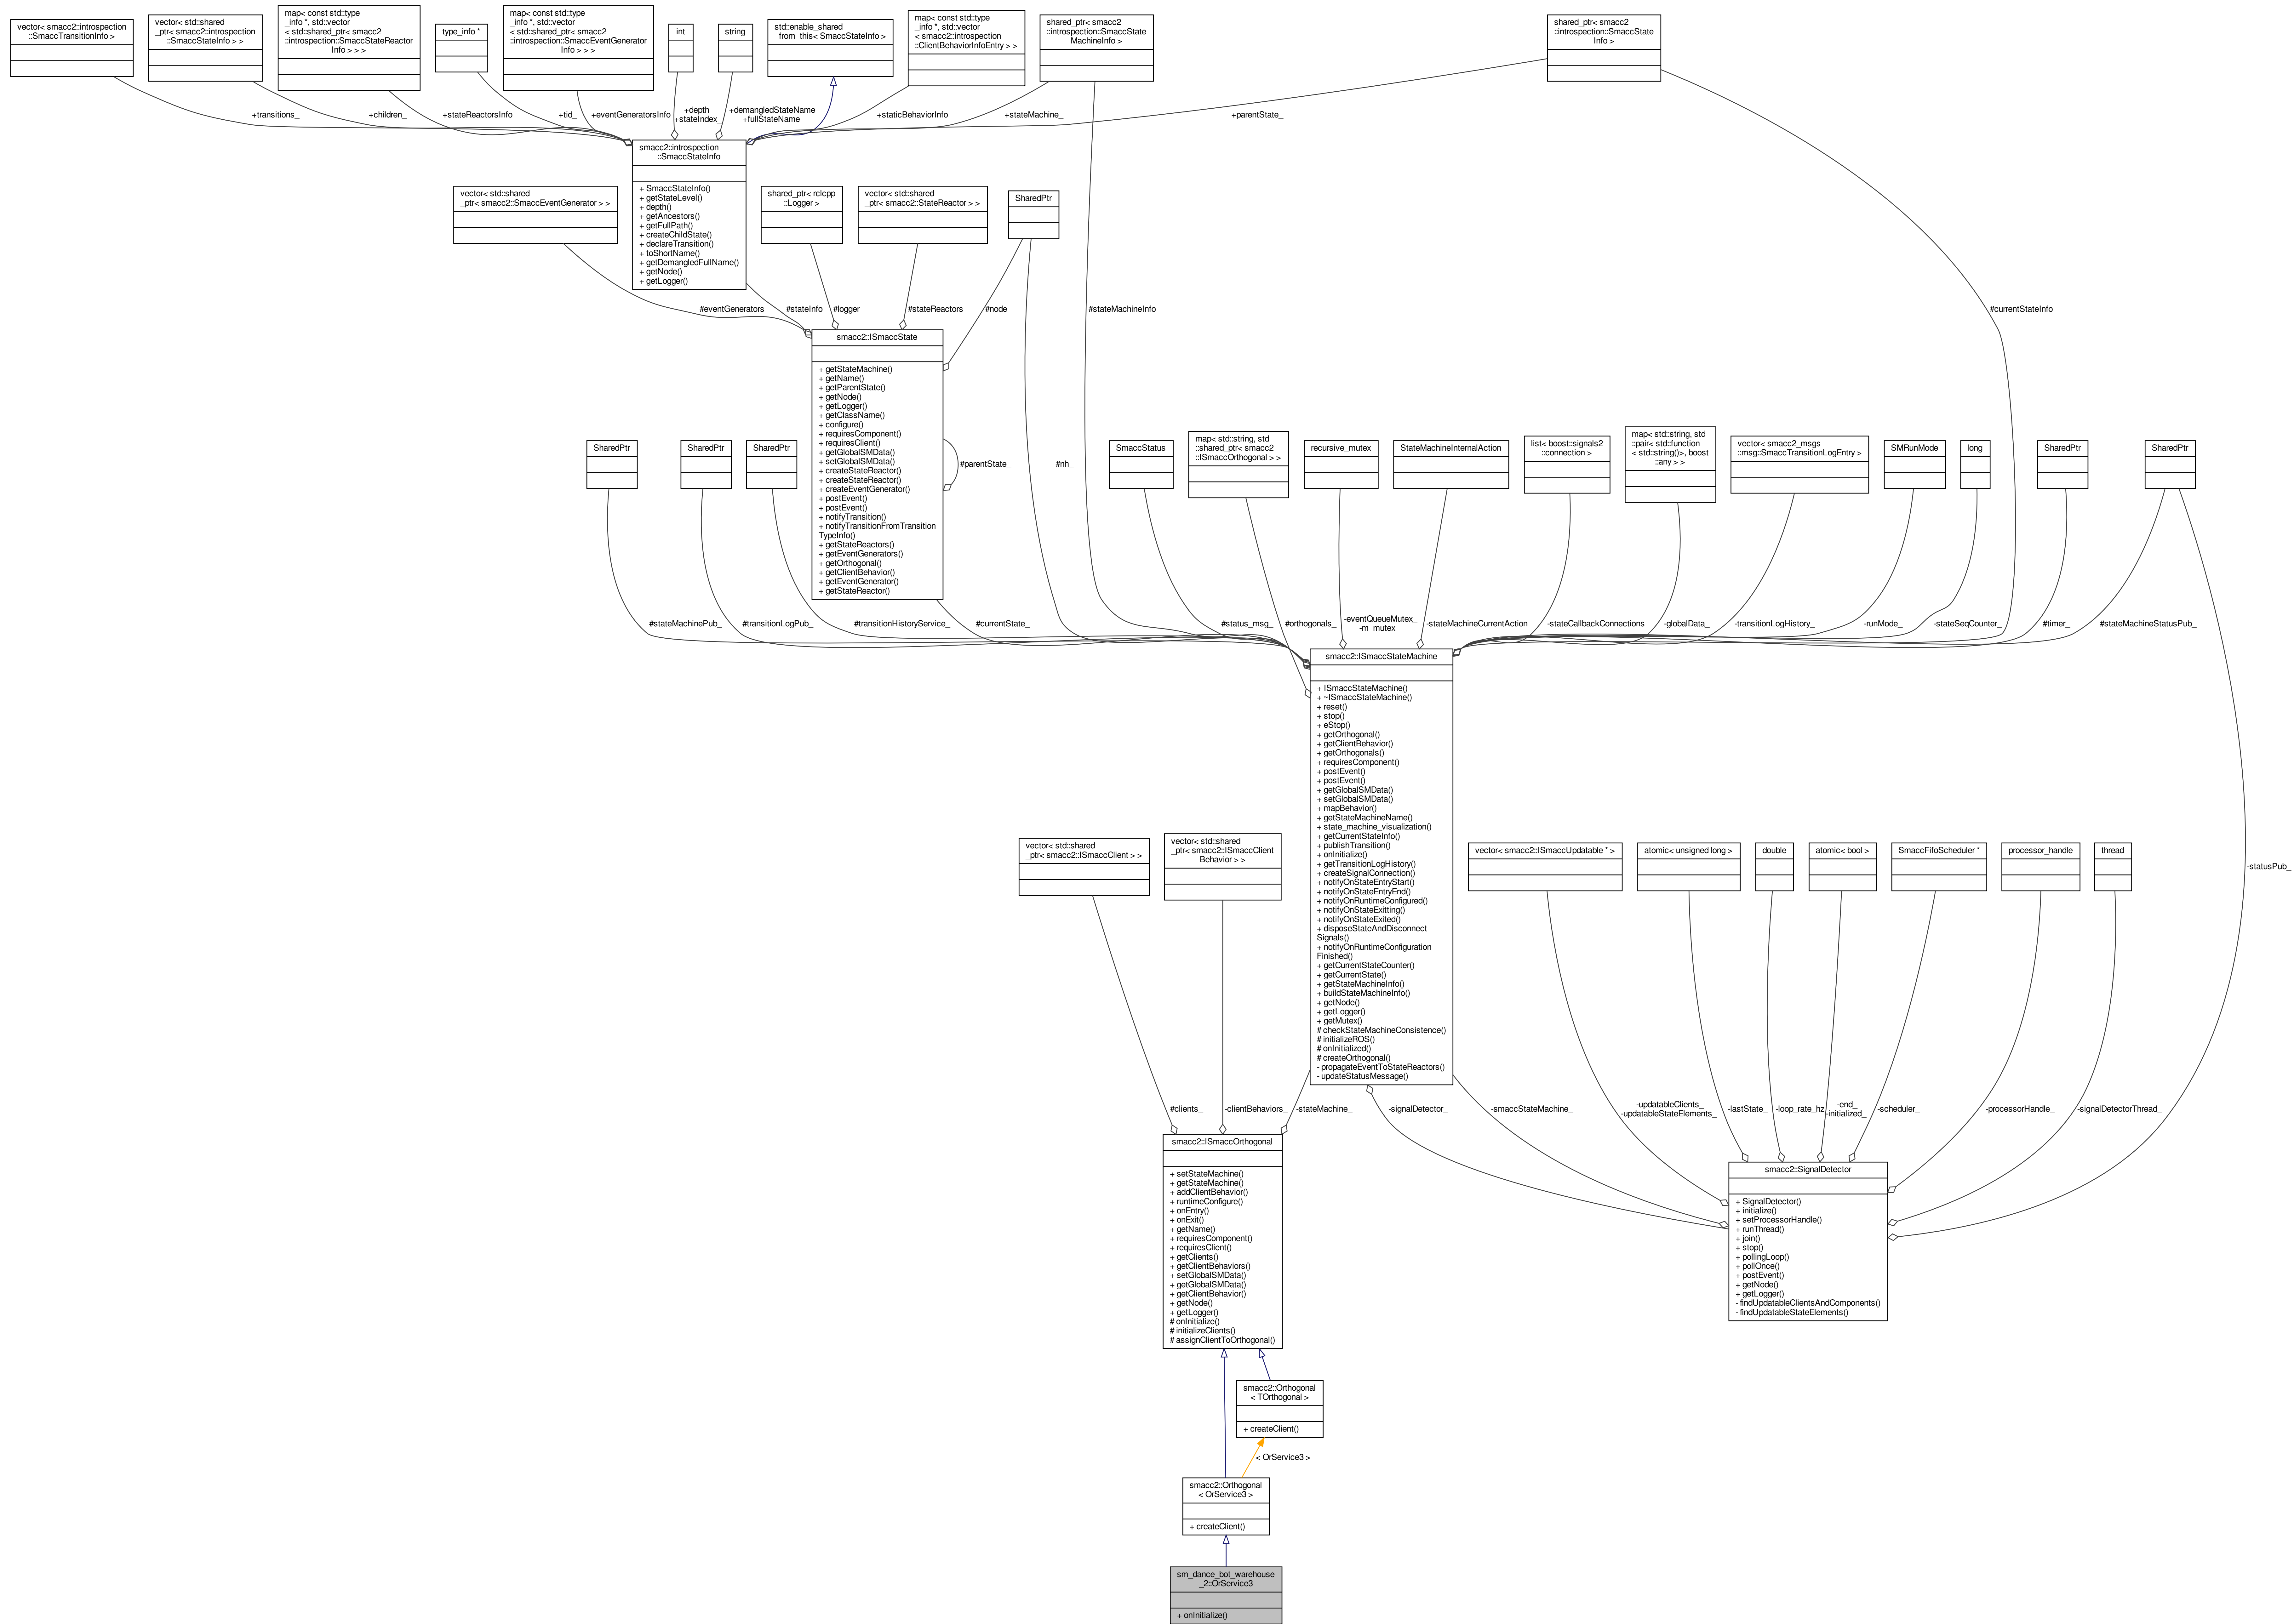 vector< smacc2::introspection
::SmaccTransitionInfo >
vector< std::shared
_ptr< smacc2::introspection
::SmaccStateInfo > >
map< const std::type
_info *, std::vector
< std::shared_ptr< smacc2
::introspection::SmaccStateReactor
Info > > >
type_info *
map< const std::type
_info *, std::vector
< std::shared_ptr< smacc2
::introspection::SmaccEventGenerator
Info > > >
int
string
std::enable_shared
_from_this< SmaccStateInfo >
map< const std::type
_info *, std::vector
< smacc2::introspection
::ClientBehaviorInfoEntry > >
shared_ptr< smacc2
::introspection::SmaccState
MachineInfo >
shared_ptr< smacc2
::introspection::SmaccState
Info >
+transitions_
+children_
+stateReactorsInfo
+tid_
+eventGeneratorsInfo
+depth_
+stateIndex_
+demangledStateName
+fullStateName
+staticBehaviorInfo
+stateMachine_
+parentState_
smacc2::introspection
::SmaccStateInfo
+ SmaccStateInfo()
+ getStateLevel()
+ depth()
+ getAncestors()
+ getFullPath()
+ createChildState()
+ declareTransition()
+ toShortName()
+ getDemangledFullName()
+ getNode()
+ getLogger()
vector< std::shared
_ptr< smacc2::SmaccEventGenerator > >
shared_ptr< rclcpp
::Logger >
vector< std::shared
_ptr< smacc2::StateReactor > >
SharedPtr
#eventGenerators_
#stateInfo_
#logger_
#stateReactors_
#node_
#stateMachineInfo_
#currentStateInfo_
smacc2::ISmaccState
+ getStateMachine()
+ getName()
+ getParentState()
+ getNode()
+ getLogger()
+ getClassName()
+ configure()
+ requiresComponent()
+ requiresClient()
+ getGlobalSMData()
+ setGlobalSMData()
+ createStateReactor()
+ createStateReactor()
+ createEventGenerator()
+ postEvent()
+ postEvent()
+ notifyTransition()
+ notifyTransitionFromTransition
TypeInfo()
+ getStateReactors()
+ getEventGenerators()
+ getOrthogonal()
+ getClientBehavior()
+ getEventGenerator()
+ getStateReactor()
#parentState_
#nh_
SharedPtr
SharedPtr
SharedPtr
SmaccStatus
map< std::string, std
::shared_ptr< smacc2
::ISmaccOrthogonal > >
recursive_mutex
StateMachineInternalAction
list< boost::signals2
::connection >
map< std::string, std
::pair< std::function
< std::string()>, boost
::any > >
vector< smacc2_msgs
::msg::SmaccTransitionLogEntry >
SMRunMode
long
SharedPtr
SharedPtr
#stateMachinePub_
#transitionLogPub_
#transitionHistoryService_
#currentState_
#status_msg_
#orthogonals_
-eventQueueMutex_
-m_mutex_
-stateMachineCurrentAction
-stateCallbackConnections
-globalData_
-transitionLogHistory_
-runMode_
-stateSeqCounter_
#timer_
#stateMachineStatusPub_
smacc2::ISmaccStateMachine
+ ISmaccStateMachine()
+ ~ISmaccStateMachine()
+ reset()
+ stop()
+ eStop()
+ getOrthogonal()
+ getClientBehavior()
+ getOrthogonals()
+ requiresComponent()
+ postEvent()
+ postEvent()
+ getGlobalSMData()
+ setGlobalSMData()
+ mapBehavior()
+ getStateMachineName()
+ state_machine_visualization()
+ getCurrentStateInfo()
+ publishTransition()
+ onInitialize()
+ getTransitionLogHistory()
+ createSignalConnection()
+ notifyOnStateEntryStart()
+ notifyOnStateEntryEnd()
+ notifyOnRuntimeConfigured()
+ notifyOnStateExitting()
+ notifyOnStateExited()
+ disposeStateAndDisconnect
Signals()
+ notifyOnRuntimeConfiguration
Finished()
+ getCurrentStateCounter()
+ getCurrentState()
+ getStateMachineInfo()
+ buildStateMachineInfo()
+ getNode()
+ getLogger()
+ getMutex()
# checkStateMachineConsistence()
# initializeROS()
# onInitialized()
# createOrthogonal()
- propagateEventToStateReactors()
- updateStatusMessage()
vector< std::shared
_ptr< smacc2::ISmaccClient > >
vector< std::shared
_ptr< smacc2::ISmaccClient
Behavior > >
vector< smacc2::ISmaccUpdatable * >
atomic< unsigned long >
double
atomic< bool >
SmaccFifoScheduler *
processor_handle
thread
-statusPub_
#clients_
-clientBehaviors_
-stateMachine_
-signalDetector_
-smaccStateMachine_
-updatableClients_
-updatableStateElements_
-lastState_
-loop_rate_hz_
-end_
-initialized_
-scheduler_
-processorHandle_
-signalDetectorThread_
smacc2::ISmaccOrthogonal
+ setStateMachine()
+ getStateMachine()
+ addClientBehavior()
+ runtimeConfigure()
+ onEntry()
+ onExit()
+ getName()
+ requiresComponent()
+ requiresClient()
+ getClients()
+ getClientBehaviors()
+ setGlobalSMData()
+ getGlobalSMData()
+ getClientBehavior()
+ getNode()
+ getLogger()
# onInitialize()
# initializeClients()
# assignClientToOrthogonal()
smacc2::SignalDetector
+ SignalDetector()
+ initialize()
+ setProcessorHandle()
+ runThread()
+ join()
+ stop()
+ pollingLoop()
+ pollOnce()
+ postEvent()
+ getNode()
+ getLogger()
- findUpdatableClientsAndComponents()
- findUpdatableStateElements()
smacc2::Orthogonal
< TOrthogonal >
+ createClient()
< OrService3 >
smacc2::Orthogonal
< OrService3 >
+ createClient()
sm_dance_bot_warehouse
_2::OrService3
+ onInitialize()